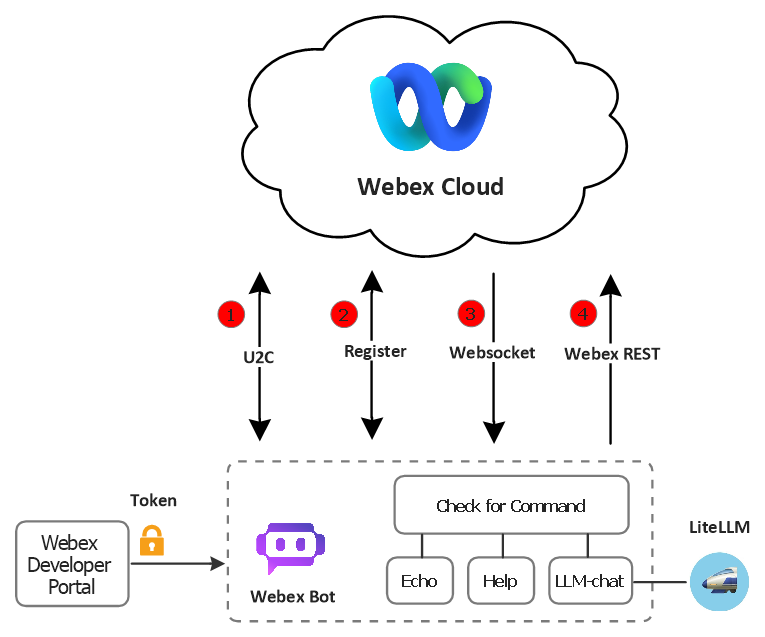 Webex Cloud
1
2
3
4
U2C
Register
Websocket
Webex REST
Token
Webex
Developer
Portal
Webex Bot
Check for Command
Echo
Help
LLM-chat
LiteLLM